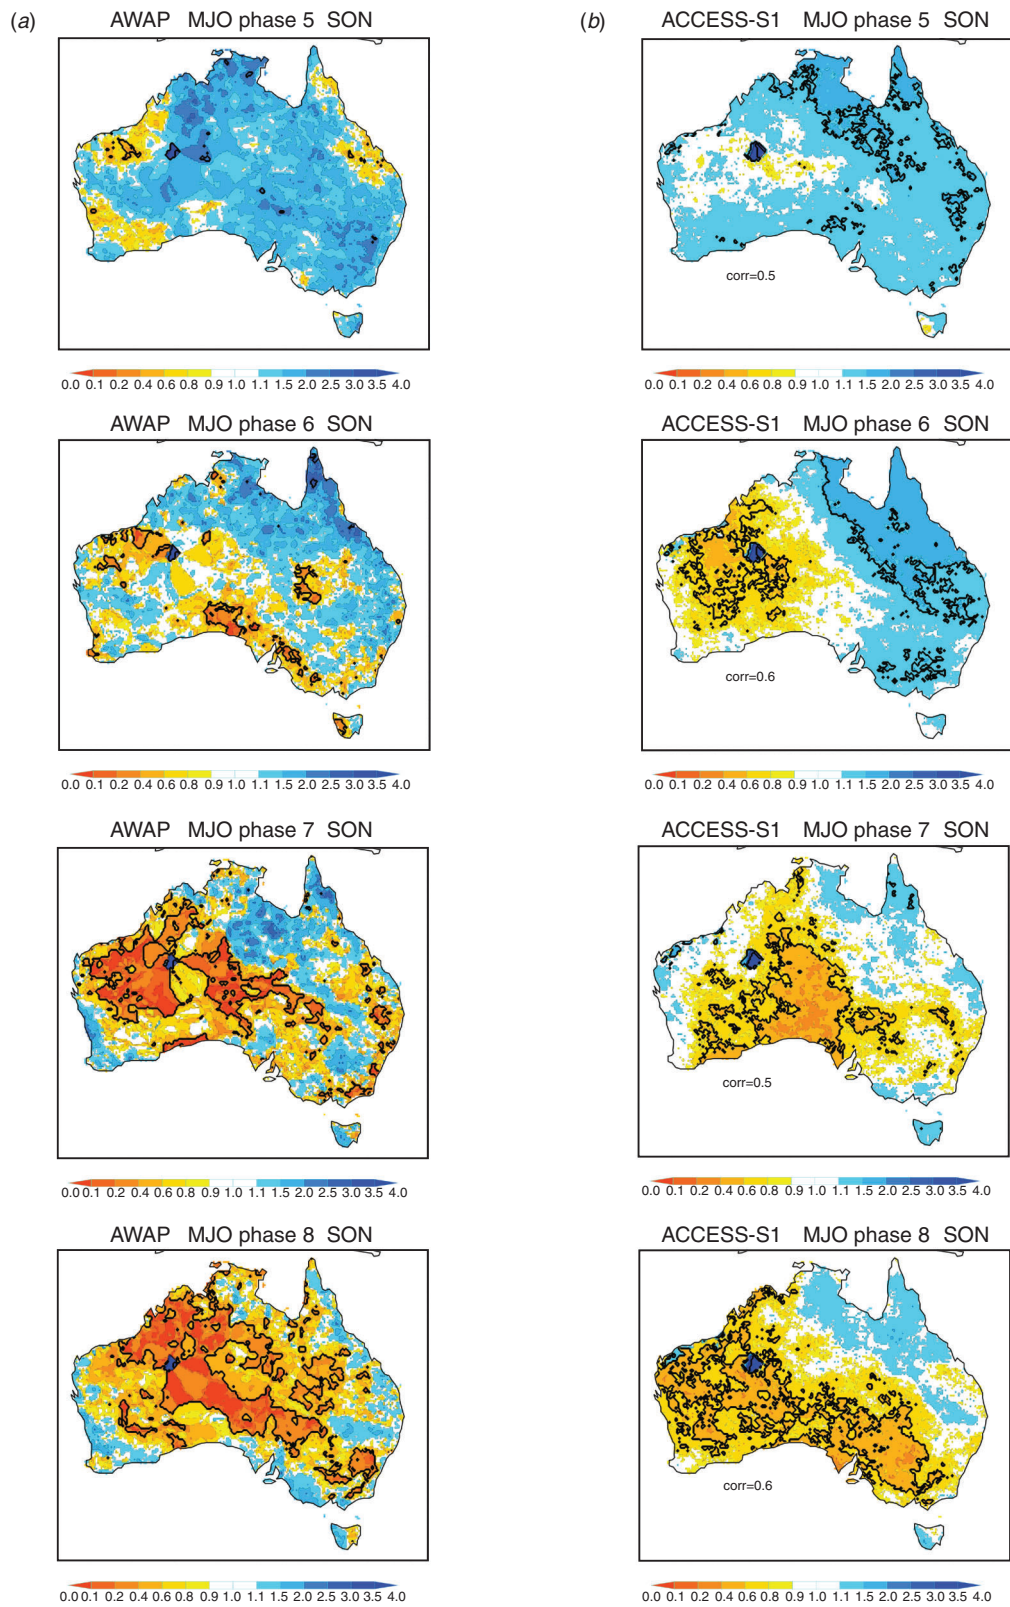 (a) AWAP MJO phase 5 SON
(b) ACCESS-S1 MJO phase 5 SON
corr=0.5
0.0 0.1 0.2 0.4 0.6 0.8 0.9 1.0 1.1 1.5 2.0 2.5 3.0 3.5 4.0
0.0 0.1 0.2 0.4 0.6 0.8 0.9 1.0 1.1 1.5 2.0 2.5 3.0 3.5 4.0
AWAP MJO phase 6 SON
ACCESS-S1 MJO phase 6 SON
corr=0.6
0.0 0.1 0.2 0.4 0.6 0.8 0.9 1.0 1.1 1.5 2.0 2.5 3.0 3.5 4.0
0.0 0.1 0.2 0.4 0.6 0.8 0.9 1.0 1.1 1.5 2.0 2.5 3.0 3.5 4.0
AWAP MJO phase 7 SON
ACCESS-S1 MJO phase 7 SON
corr=0.5
0.0 0.1 0.2 0.4 0.6 0.8 0.9 1.0 1.1 1.5 2.0 2.5 3.0 3.5 4.0
0.0 0.1 0.2 0.4 0.6 0.8 0.9 1.0 1.1 1.5 2.0 2.5 3.0 3.5 4.0
AWAP MJO phase 8 SON
ACCESS-S1 MJO phase 8 SON
corr=0.6
0.0 0.1 0.2 0.4 0.6 0.8 0.9 1.0 1.1 1.5 2.0 2.5 3.0 3.5 4.0
0.0 0.1 0.2 0.4 0.6 0.8 0.9 1.0 1.1 1.5 2.0 2.5 3.0 3.5 4.0